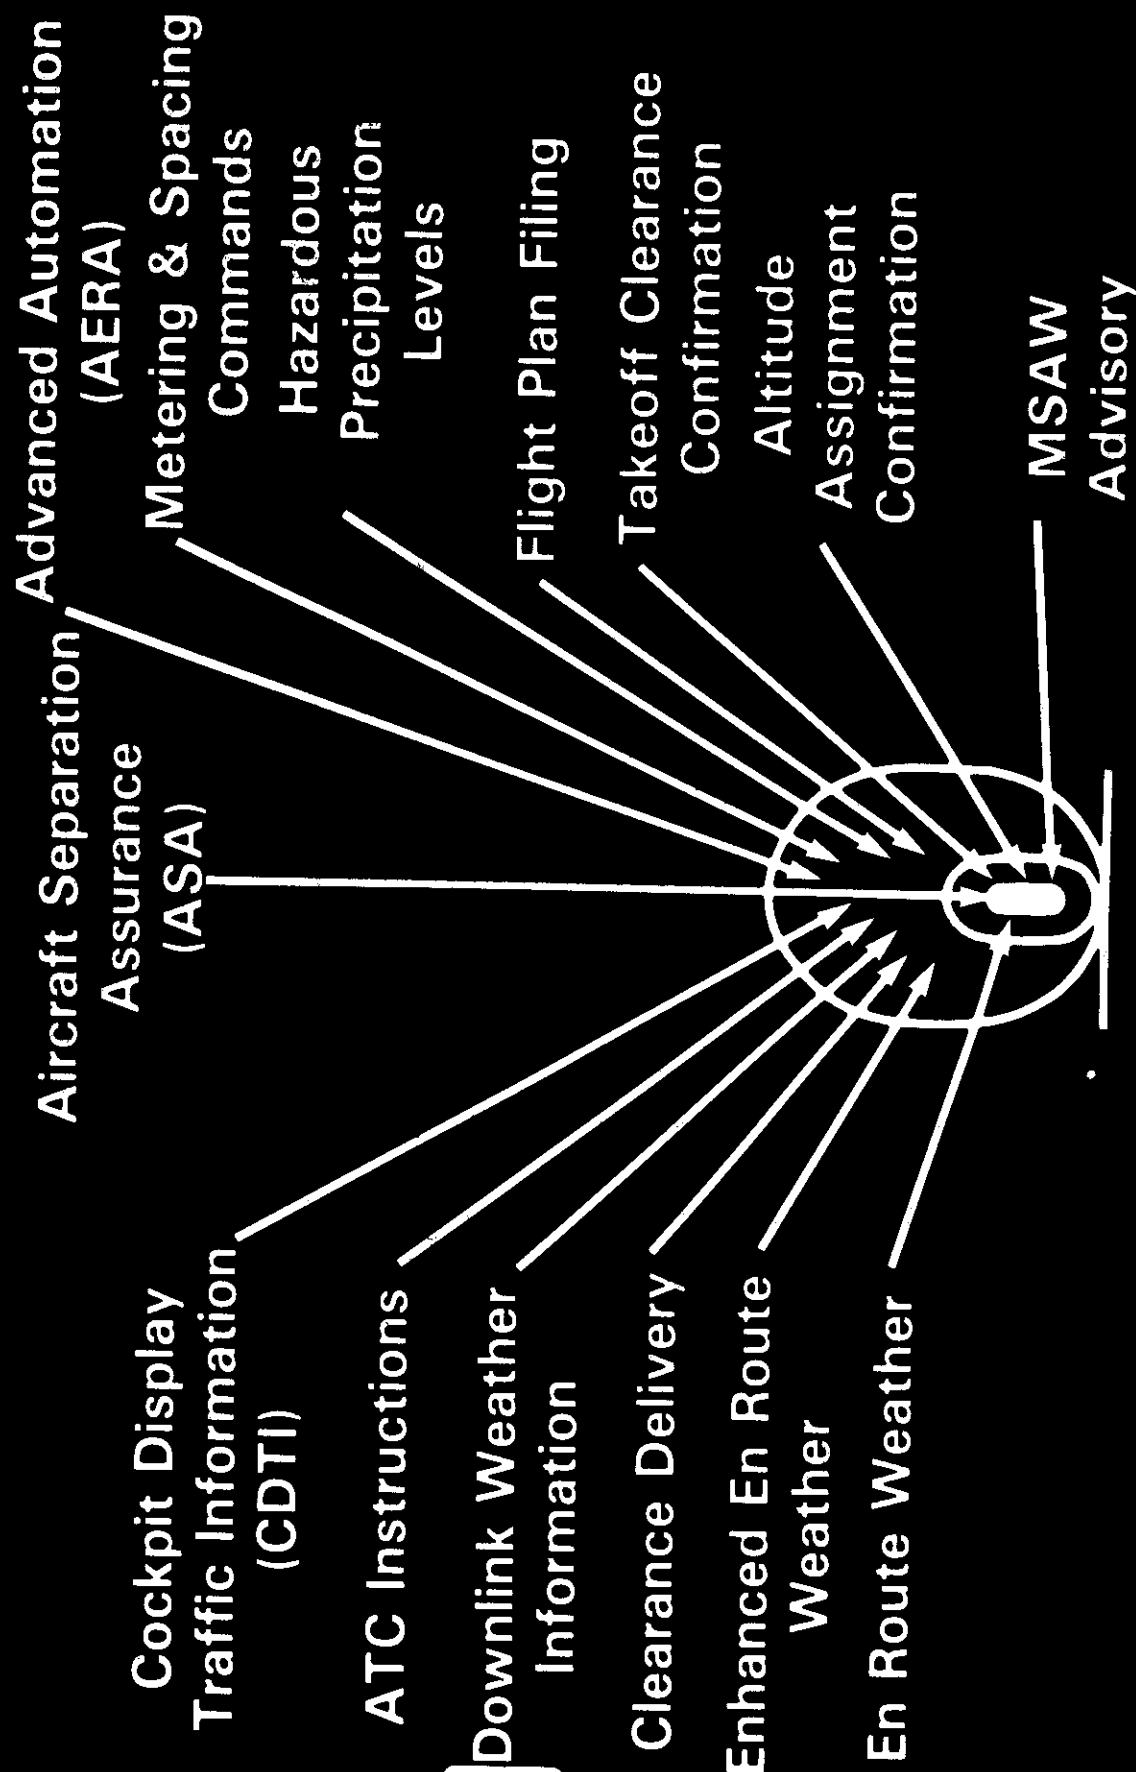 Aircraft Separation
Assurance
(ASA)
Advanced Automation
(AERA)
Metering & Spacing
Commands
Hazardous
Precipitation
Levels
Flight Plan Filing
Takeoff Clearance
Confirmation
Altitude
Assignment
Confirmation
MSAW
Advisory
Cockpit Display
Traffic Information
(CDTI)
ATC Instructions
Downlink Weather
Information
Clearance Delivery
Enhanced En Route
Weather
En Route Weather